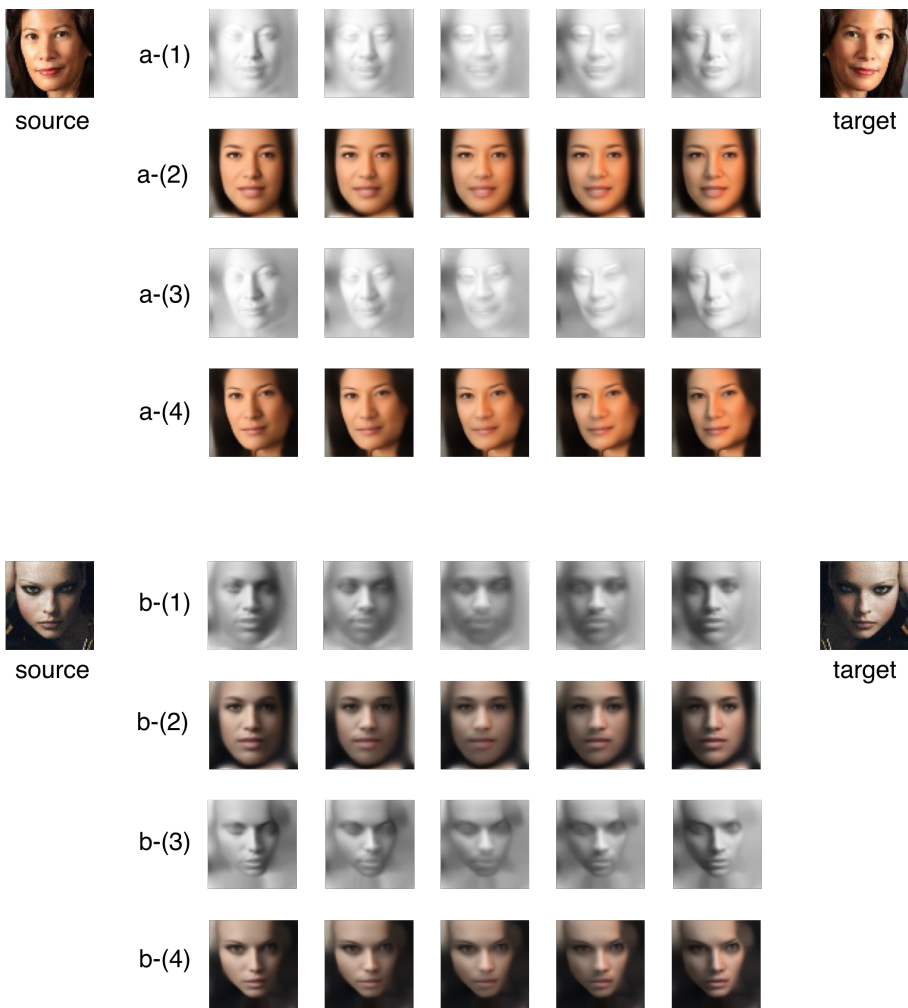 a-(1)
source
target
a-(2)
a-(3)
a-(4)
b-(1)
source
target
b-(2)
b-(3)
b-(4)